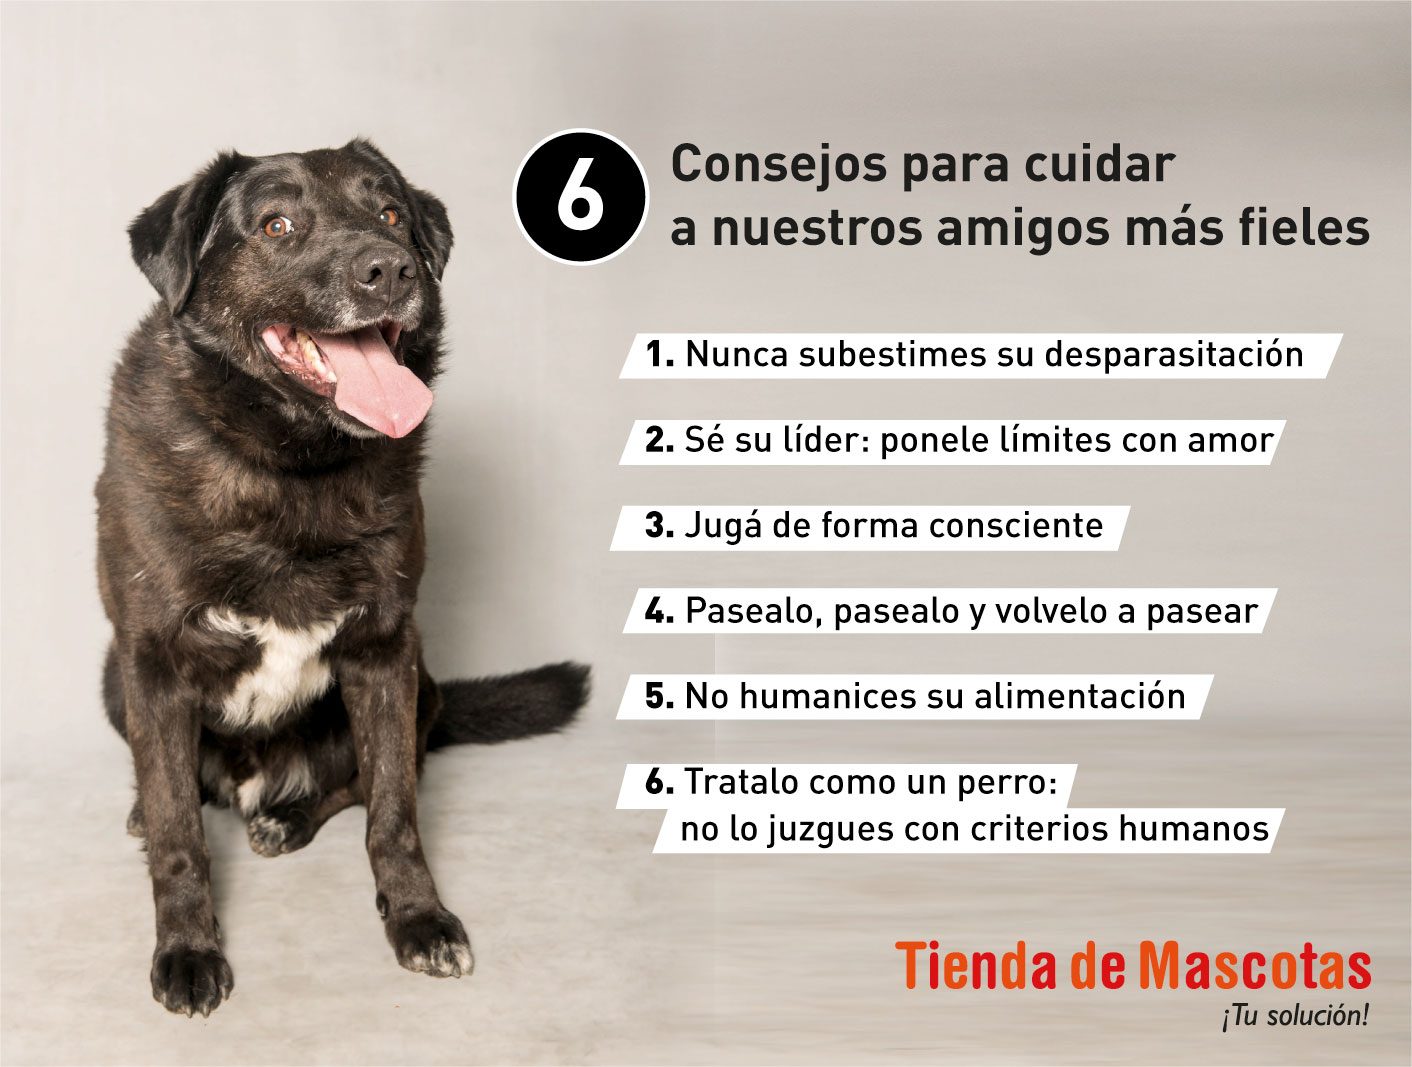 6
Consejos para cuidar
a nuestros amigos más fieles
1. Nunca subestimes su desparasitación
2. Sé su líder: ponele límites con amor
3. Jugá de forma consciente
4. Pasealo, pasealo y volvelo a pasear
5. No humanices su alimentación
6. Tratalo como un perro:
no lo juzgues con criterios humanos
Tienda de Mascotas
¡Tu solución!